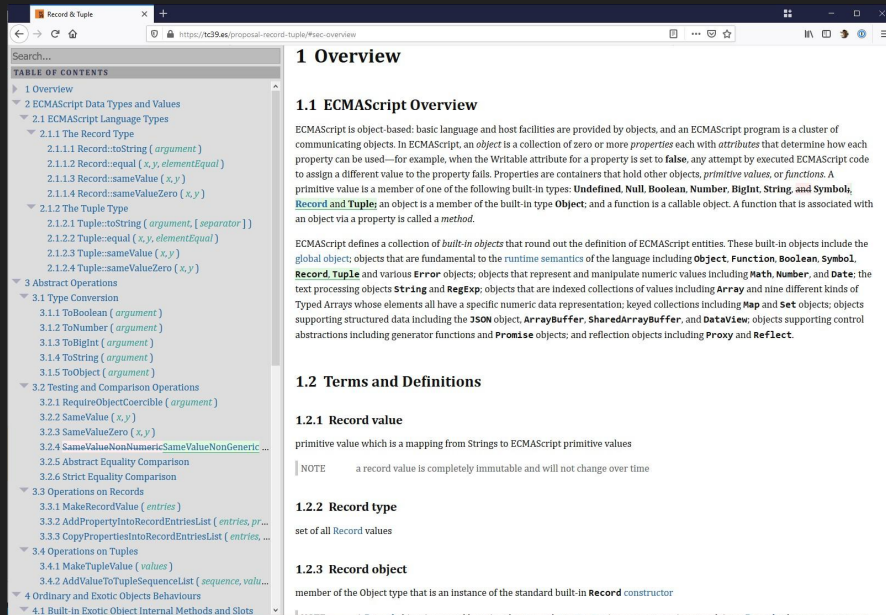 Record & Tuple
https://tc39.es/proposal-record-tuple/#sec-overview
Search...
TABLE OF CONTENTS
1 Overview
2 ECMAScript Data Types and Values
2.1 ECMAScript Language Types
2.1.1 The Record Type
2.1.1.1 Record::toString ( argument )
2.1.1.2 Record::equal ( x, y, elementEqual )
2.1.1.3 Record::sameValue ( x, y )
2.1.1.4 Record::sameValueZero ( x, y )
2.1.2 The Tuple Type
2.1.2.1 Tuple::toString ( argument, [ separator ] )
2.1.2.2 Tuple::equal ( x, y, elementEqual )
2.1.2.3 Tuple::sameValue ( x, y )
2.1.2.4 Tuple::sameValueZero ( x, y )
3 Abstract Operations
3.1 Type Conversion
3.1.1 ToBoolean ( argument )
3.1.2 ToNumber ( argument )
3.1.3 ToBigInt ( argument )
3.1.4 ToString ( argument )
3.1.5 ToObject ( argument )
3.2 Testing and Comparison Operations
3.2.1 RequireObjectCoercible ( argument )
3.2.2 SameValue ( x, y )
3.2.3 SameValueZero ( x, y )
3.2.4 SameValueNonNumericSameValueNonGeneric ...
3.2.5 Abstract Equality Comparison
3.2.6 Strict Equality Comparison
3.3 Operations on Records
3.3.1 MakeRecordValue ( entries )
3.3.2 AddPropertyIntoRecordEntriesList ( entries, pr...
3.3.3 CopyPropertiesIntoRecordEntriesList ( entries, ...
3.4 Operations on Tuples
3.4.1 MakeTupleValue ( values )
3.4.2 AddValueToTupleSequenceList ( sequence, valu...
4 Ordinary and Exotic Objects Behaviours
4.1 Built-in Exotic Object Internal Methods and Slots
1 Overview
1.1 ECMAScript Overview
ECMAScript is object-based: basic language and host facilities are provided by objects, and an ECMAScript program is a cluster of
communicating objects. In ECMAScript, an object is a collection of zero or more properties each with attributes that determine how each
property can be used—for example, when the Writable attribute for a property is set to false, any attempt by executed ECMAScript code
to assign a different value to the property fails. Properties are containers that hold other objects, primitive values, or functions. A
primitive value is a member of one of the following built-in types: Undefined, Null, Boolean, Number, BigInt, String, and Symbol;,
Record and Tuple; an object is a member of the built-in type Object; and a function is a callable object. A function that is associated with
an object via a property is called a method.
ECMAScript defines a collection of built-in objects that round out the definition of ECMAScript entities. These built-in objects include the
global object; objects that are fundamental to the runtime semantics of the language including Object, Function, Boolean, Symbol,
Record, Tuple and various Error objects; objects that represent and manipulate numeric values including Math, Number, and Date; the
text processing objects String and RegExp; objects that are indexed collections of values including Array and nine different kinds of
Typed Arrays whose elements all have a specific numeric data representation; keyed collections including Map and Set objects; objects
supporting structured data including the JSON object, ArrayBuffer, SharedArrayBuffer, and DataView; objects supporting control
abstractions including generator functions and Promise objects; and reflection objects including Proxy and Reflect.
1.2 Terms and Definitions
1.2.1 Record value
primitive value which is a mapping from Strings to ECMAScript primitive values
NOTE a record value is completely immutable and will not change over time
1.2.2 Record type
set of all Record values
1.2.3 Record object
member of the Object type that is an instance of the standard built-in Record constructor